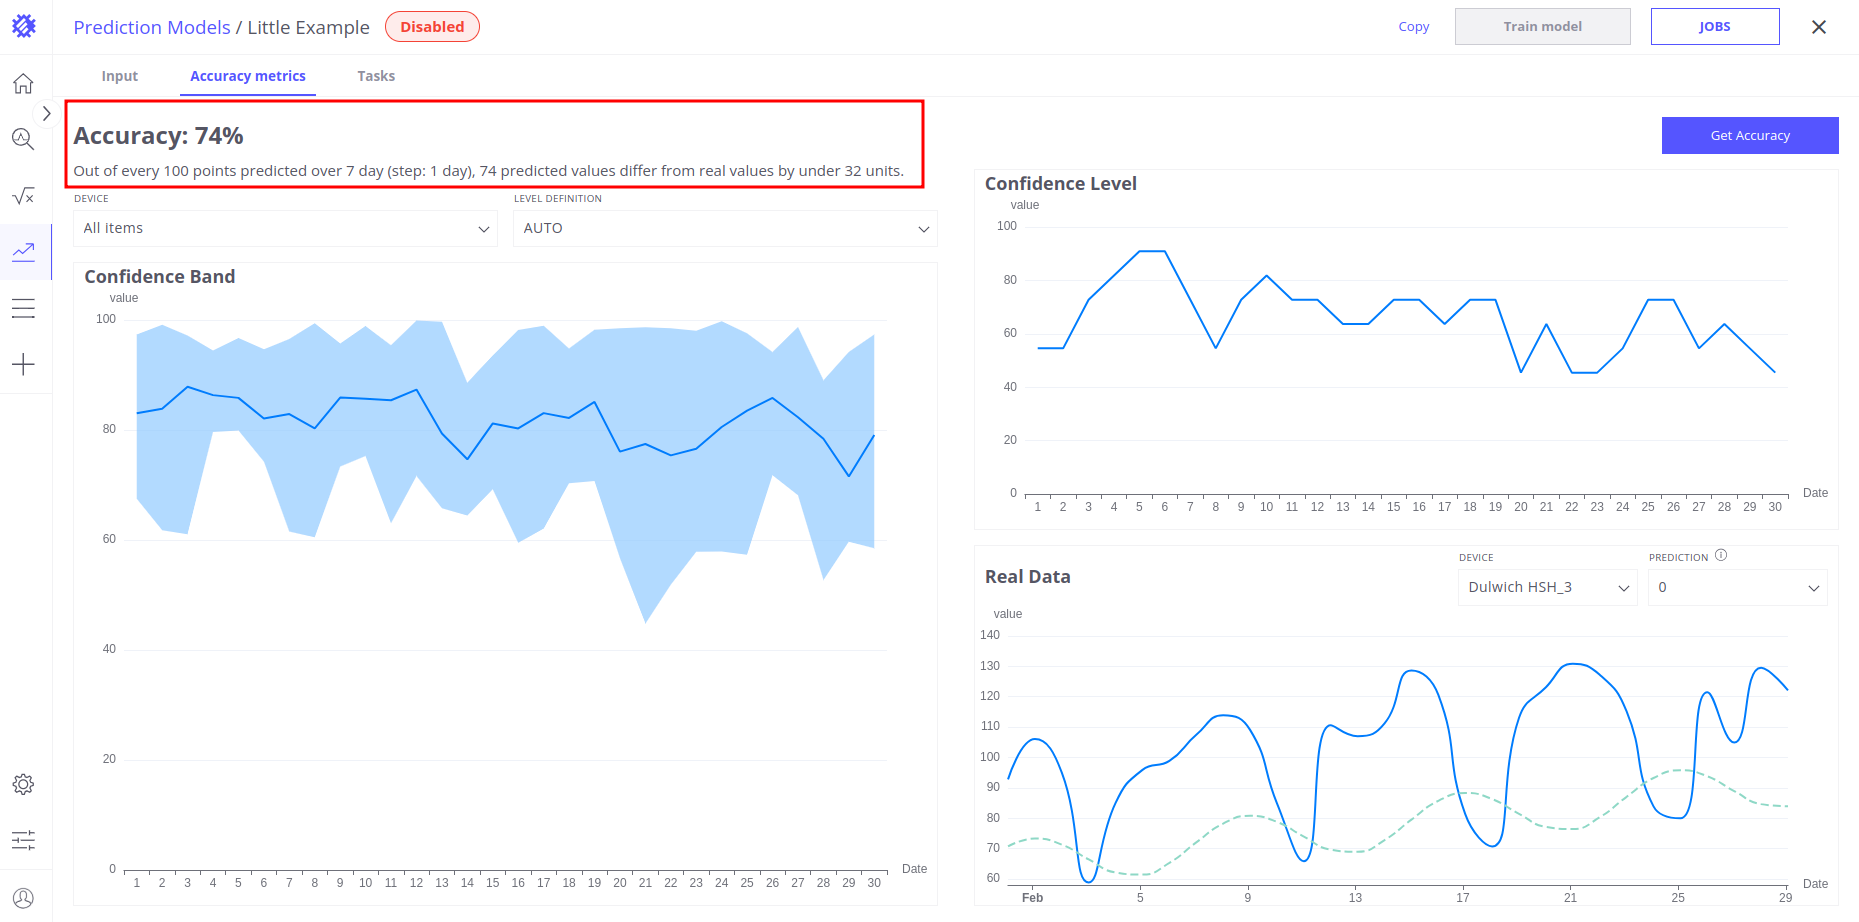 Prediction Models / Little Example
Disabled
Copy
Train model
JOBS
Input
Accuracy metrics
Tasks
Accuracy: 74%
Out of every 100 points predicted over 7 day (step: 1 day), 74 predicted values differ from real values by under 32 units.
Get Accuracy
DEVICE
All items
LEVEL DEFINITION
AUTO
Confidence Band
value
100
80
60
40
20
0
1 2 3 4 5 6 7 8 9 10 11 12 13 14 15 16 17 18 19 20 21 22 23 24 25 26 27 28 29 30
Date
Confidence Level
value
100
80
60
40
20
0
1 2 3 4 5 6 7 8 9 10 11 12 13 14 15 16 17 18 19 20 21 22 23 24 25 26 27 28 29 30
Date
Real Data
DEVICE
Dulwich HSH_3
PREDICTION
0
value
140
130
120
110
100
90
80
70
60
Feb 5 9 13 17 21 25 29
Date